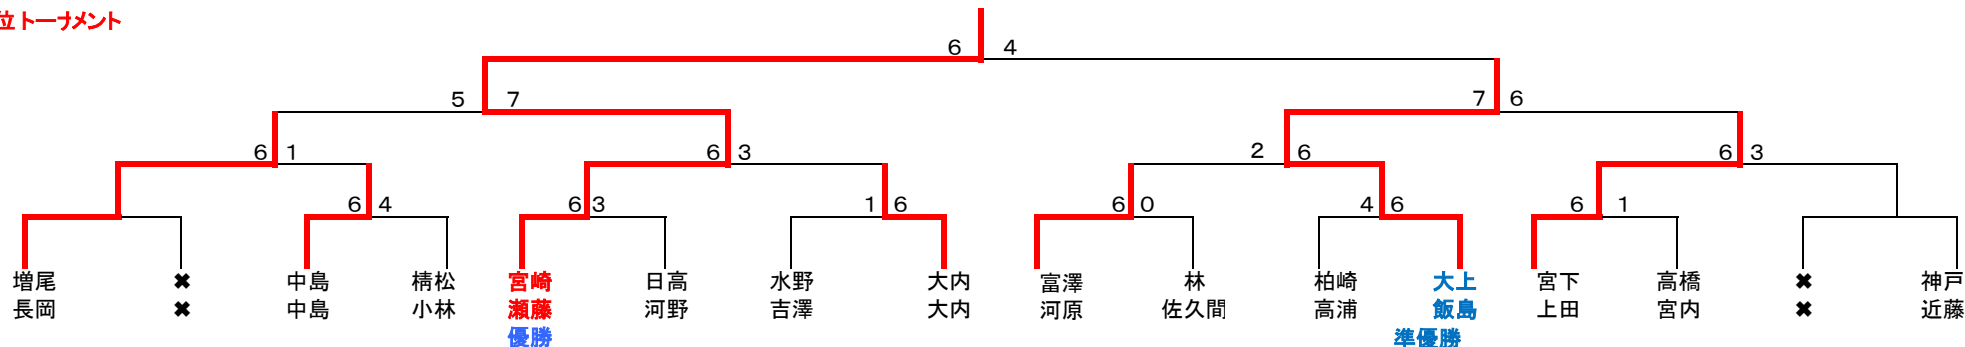 位トーナメント
6 4
5 7 7 6
6 1 6 3 2 6 6 3
6 4 6 3 1 6 6 0 4 6 6 1
増尾 ✖ 中島 棈松 宮崎 日高 水野 大内 富澤 林 柏崎 大上 宮下 高橋 ✖ 神戸
長岡 ✖ 中島 小林 瀬藤 河野 吉澤 大内 河原 佐久間 高浦 飯島 上田 宮内 ✖ 近藤
優勝 準優勝